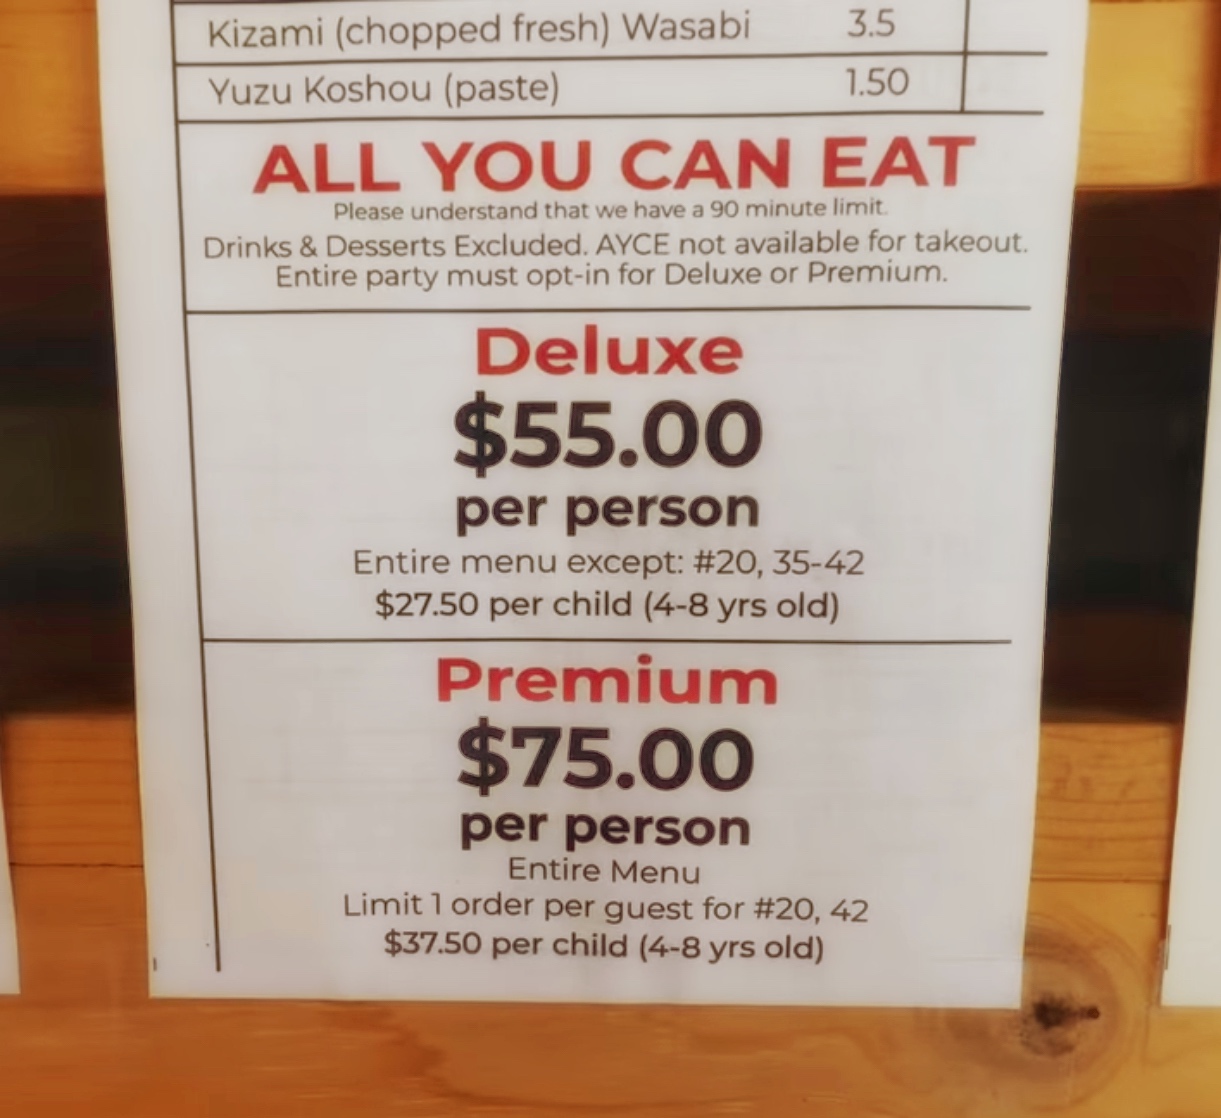 Kizami (chopped fresh) Wasabi 3.5
Yuzu Koshou (paste) 1.50
ALL YOU CAN EAT
Please understand that we have a 90 minute limit.
Drinks & Desserts Excluded. AYCE not available for takeout.
Entire party must opt-in for Deluxe or Premium.
Deluxe
$55.00
per person
Entire menu except: #20, 35-42
$27.50 per child (4-8 yrs old)
Premium
$75.00
per person
Entire Menu
Limit 1 order per guest for #20, 42
$37.50 per child (4-8 yrs old)